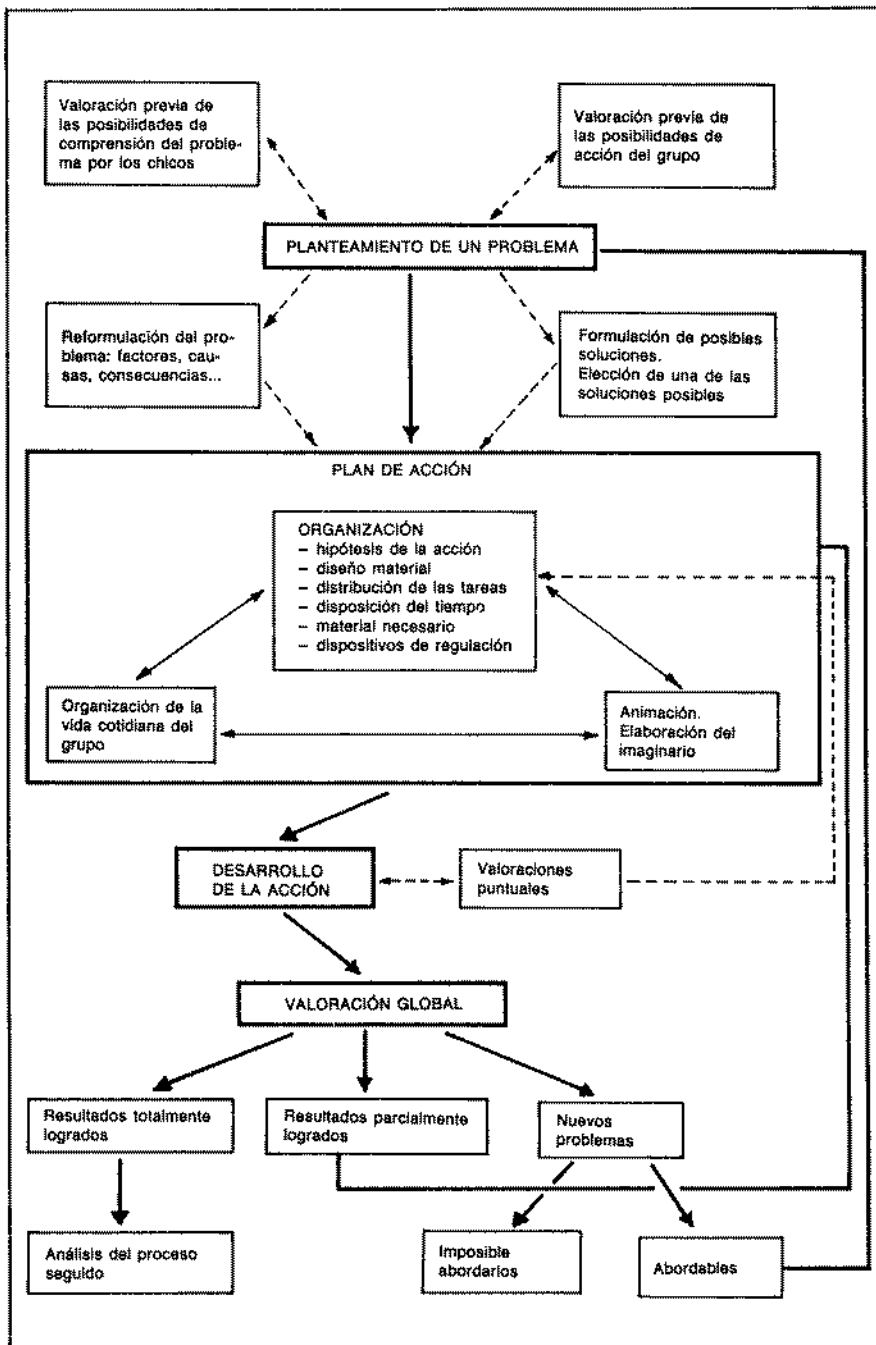 Valoración previa de
las posibilidades de
comprensión del proble-
ma por los chicos
Valoración previa de
las posibilidades de
acción del grupo
PLANTEAMIENTO DE UN PROBLEMA
Reformulación del pro-
blema: factores, cau-
sas, consecuencias...
Formulación de posibles
soluciones.
Elección de una de las
soluciones posibles
PLAN DE ACCIÓN
ORGANIZACIÓN
– hipótesis de la acción
– diseño material
– distribución de las tareas
– disposición del tiempo
– material necesario
– dispositivos de regulación
Organización de la
vida cotidiana del
grupo
Animación.
Elaboración del
imaginario
DESARROLLO
DE LA ACCIÓN
Valoraciones
puntuales
VALORACIÓN GLOBAL
Resultados totalmente
logrados
Resultados parcialmente
logrados
Nuevos
problemas
Análisis del proceso
seguido
Imposible
abordarlos
Abordables